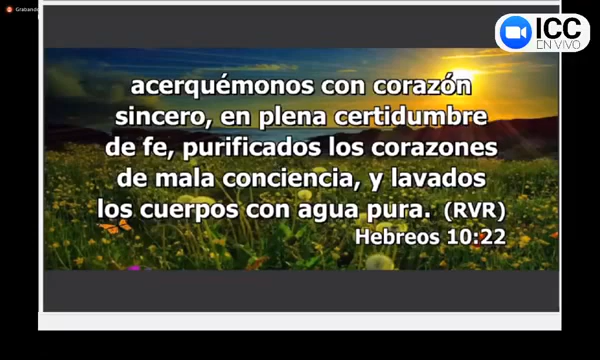 Grabando
ICC
EN VIVO
acerquémonos con corazón
sincero, en plena certidumbre
de fe, purificados los corazones
de mala conciencia, y lavados
los cuerpos con agua pura. (RVR)
Hebreos 10:22